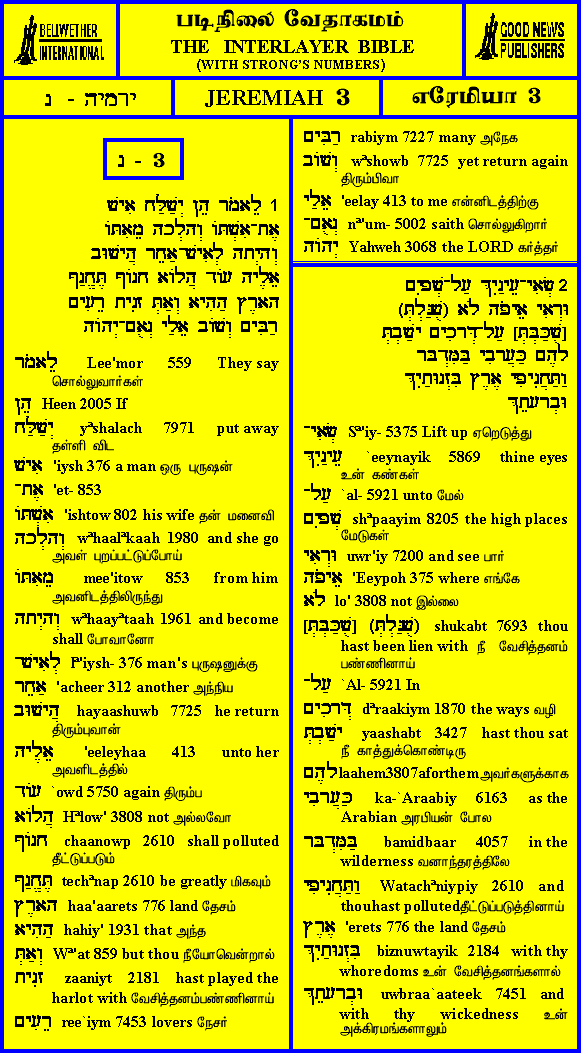 BELLWETHER
INTERNATIONAL
படிநிலை வேதாகமம்
THE INTERLAYER BIBLE
(WITH STRONG'S NUMBERS)
GOOD NEWS
PUBLISHERS
ירמיה - נ
JEREMIAH 3
எரேமியா 3
נ - 3
1 לֵאמֹר הֵן יְשַׁלַּח אִישׁ
אֶת־אִשְׁתּוֹ וְהָלְכָה מֵאִתּוֹ
וְהָיְתָה לְאִישׁ־אַחֵר הֲיָשׁוּב
אֵלֶיהָ עוֹד הֲלוֹא חָנוֹף תֶּחֱנַף
הָאָרֶץ הַהִיא וְאַתְּ זָנִית רֵעִים
רַבִּים וְשׁוֹב אֵלַי נְאֻם־יְהוָֹה
לֵאמֹר Lee'mor 559 They say
சொல்லுவார்கள்
הֵן Heen 2005 If
יְשַׁלַּח yªshalach 7971 put away
தள்ளி விட
אִישׁ 'iysh 376 a man ஒரு புருஷன்
אֶת־ 'et- 853
אִשְׁתּוֹ 'ishtow 802 his wife தன் மனைவி
וְהָלְכָה wªhaalªkaah 1980 and she go
அவள் புறப்பட்டுப்போய்
מֵאִתּוֹ mee'itow 853 from him
அவனிடத்திலிருந்து
וְהָיְתָה wªhaayªtaah 1961 and become
shall போவானோ
לְאִישׁ־ lª'iysh- 376 man's புருஷனுக்கு
אַחֵר 'acheer 312 another அந்நிய
הֲיָשׁוּב hayaashuwb 7725 he return
திரும்புவான்
אֵלֶיהָ 'eeleyhaa 413 unto her
அவளிடத்தில்
עוֹד `owd 5750 again திரும்ப
הֲלוֹא Hªlow' 3808 not அல்லவோ
חָנוֹף chaanowp 2610 shall polluted
தீட்டுப்படும்
תֶּחֱנַף techªnap 2610 be greatly மிகவும்
הָאָרֶץ haa'aarets 776 land தேசம்
הַהִיא hahiy' 1931 that அந்த
וְאַתְּ Wª'at 859 but thou நீயோவென்றால்
זָנִית zaaniyt 2181 hast played the
harlot with வேசித்தனம்பண்ணினாய்
רֵעִים ree`iym 7453 lovers நேசர்
רַבִּים rabiym 7227 many அநேக
וְשׁוֹב wªshowb 7725 yet return again
திரும்பிவா
אֵלַי 'eelay 413 to me என்னிடத்திற்கு
נְאֻם־ nª'um- 5002 saith சொல்லுகிறார்
יְהוָֹה Yahweh 3068 the LORD கர்த்தர்
2 שְׂאִי־עֵינַיִךְ עַל־שְׁפָיִם
וּרְאִי אֵיפֹה לֹא (שֻׁגַּלְתְּ)
[שֻׁכַּבְתְּ] עַל־דְּרָכִים יָשַׁבְתְּ
לָהֶם כַּעֲרָבִי בַּמִּדְבָּר
וַתַּחֲנִיפִי אֶרֶץ בִּזְנוּתַיִךְ
וּבְרָעָתֵךְ
שְׂאִי־ Sª'iy- 5375 Lift up ஏறெடுத்து
עֵינַיִךְ `eeynayik 5869 thine eyes
உன் கண்கள்
עַל־ `al- 5921 unto மேல்
שְׁפָיִם shªpaayim 8205 the high places
மேடுகள்
וּרְאִי uwr'iy 7200 and see பார்
אֵיפֹה 'Eeypoh 375 where எங்கே
לֹא lo' 3808 not இல்லை
[שֻׁכַּבְתְּ] (שֻׁגַּלְתְּ) shukabt 7693 thou
hast been lien with நீ வேசித்தனம்
பண்ணினாய்
עַל־ `Al- 5921 In
דְּרָכִים dªraakiym 1870 the ways வழி
יָשַׁבְתְּ yaashabt 3427 hast thou sat
நீ காத்துக்கொண்டிரு
לָהֶם laahem3807aforthem அவர்களுக்காக
כַּעֲרָבִי ka-`Araabiy 6163 as the
Arabian அரபியன் போல
בַּמִּדְבָּר bamidbaar 4057 in the
wilderness வனாந்தரத்திலே
וַתַּחֲנִיפִי Watachªniypiy 2610 and
thouhast pollutedதீட்டுப்படுத்தினாய்
אֶרֶץ 'erets 776 the land தேசம்
בִּזְנוּתַיִךְ biznuwtayik 2184 with thy
whoredoms உன் வேசித்தனங்களால்
וּבְרָעָתֵךְ uwbraa`aateek 7451 and
with thy wickedness உன்
அக்கிரமங்களாலும்